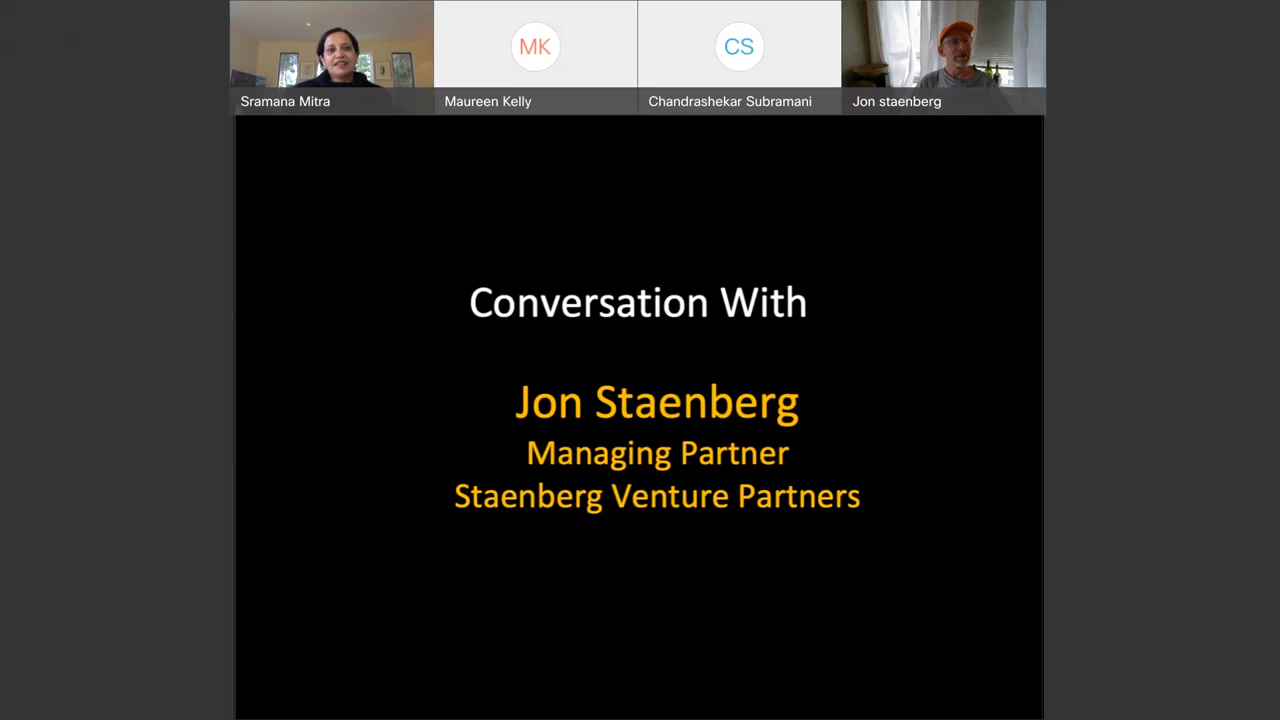 MK
CS
Sramana Mitra
Maureen Kelly
Chandrashekar Subramani
Jon staenberg
Conversation With
Jon Staenberg
Managing Partner
Staenberg Venture Partners